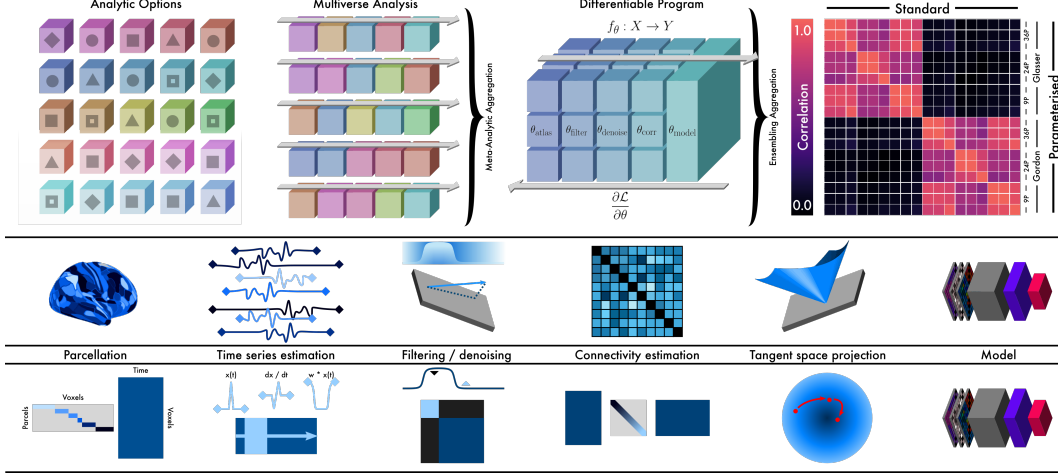 Analytic Options
Multiverse Analysis
Meta-Analytic Aggregation
Differentiable Program
f_θ : X → Y
θ_atlas
θ_filter
θ_denoise
θ_corr
θ_model
∂ℒ
∂θ
Ensembling Aggregation
Standard
1.0
Correlation
0.0
36P
24P
9P
Glasser
36P
24P
9P
Gordon
Parameterised
Parcellation
Time series estimation
Filtering / denoising
Connectivity estimation
Tangent space projection
Model
Time
Voxels
Parcels
Voxels
x(t)
dx / dt
w * x(t)